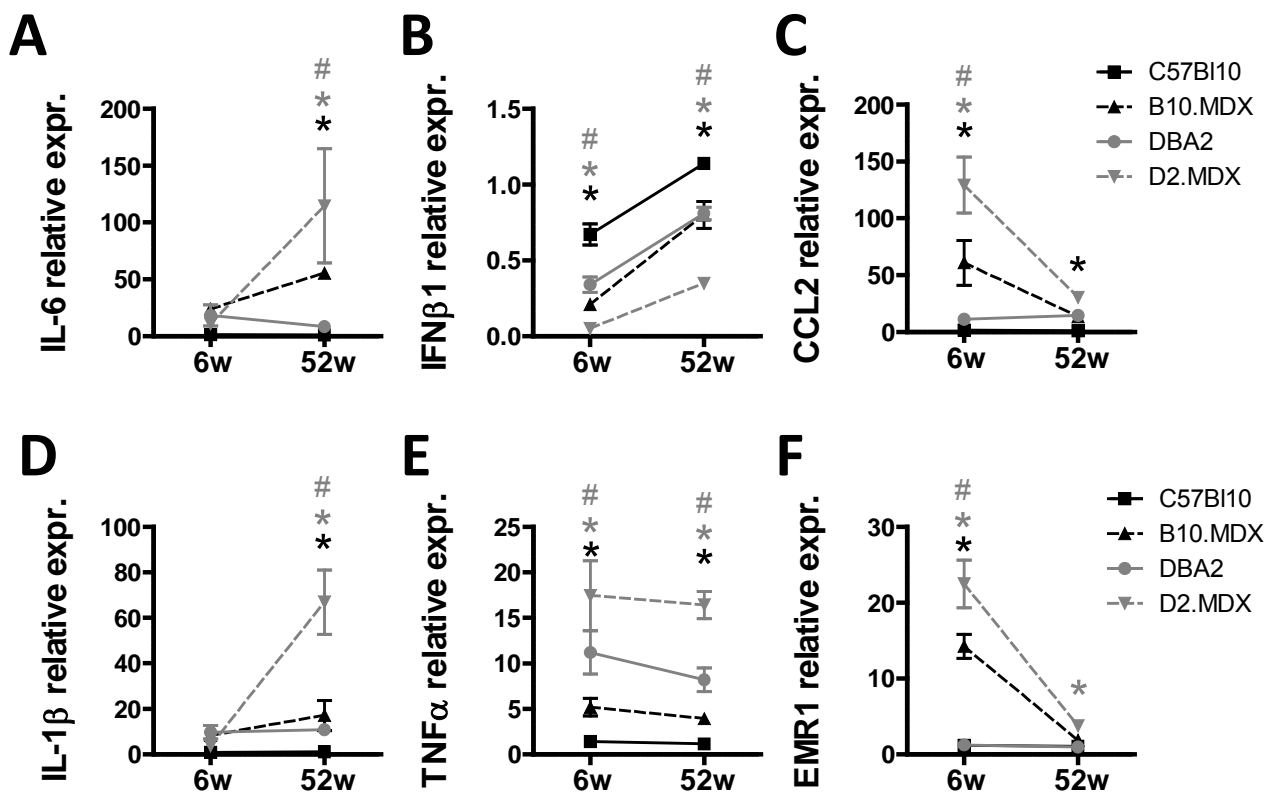 A
IL-6 relative expr.
200
150
100
50
0
6w
52w
#
*
*
B
IFNβ1 relative expr.
1.5
1.0
0.5
0.0
6w
52w
#
*
*
#
*
*
C
CCL2 relative expr.
200
150
100
50
0
6w
52w
#
*
*
*
C57Bl10
B10.MDX
DBA2
D2.MDX
D
IL-1β relative expr.
100
80
60
40
20
0
6w
52w
#
*
*
E
TNFα relative expr.
25
20
15
10
5
0
6w
52w
#
*
*
#
*
*
F
EMR1 relative expr.
30
20
10
0
6w
52w
#
*
*
*
C57Bl10
B10.MDX
DBA2
D2.MDX